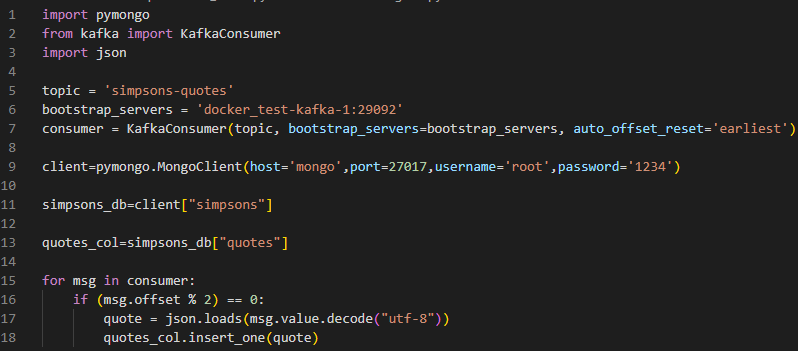 1 import pymongo
2 from kafka import KafkaConsumer
3 import json
4
5 topic = 'simpsons-quotes'
6 bootstrap_servers = 'docker_test-kafka-1:29092'
7 consumer = KafkaConsumer(topic, bootstrap_servers=bootstrap_servers, auto_offset_reset='earliest')
8
9 client=pymongo.MongoClient(host='mongo',port=27017,username='root',password='1234')
10
11 simpsons_db=client["simpsons"]
12
13 quotes_col=simpsons_db["quotes"]
14
15 for msg in consumer:
16     if (msg.offset % 2) == 0:
17         quote = json.loads(msg.value.decode("utf-8"))
18         quotes_col.insert_one(quote)